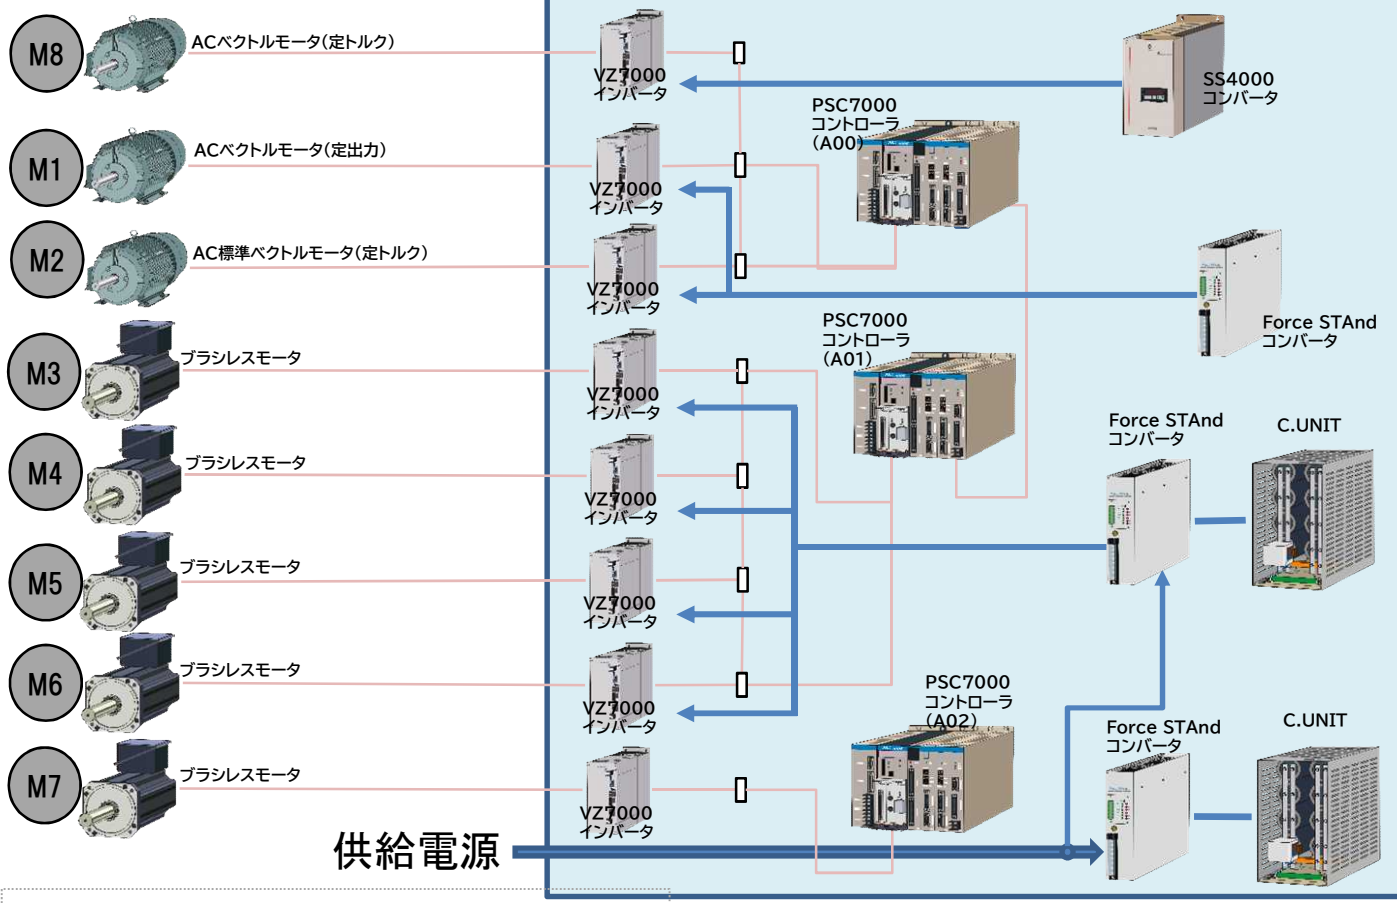 M8
ACベクトルモータ(定トルク)
VZ7000
インバータ
SS4000
コンバータ
PSC7000
コントローラ
(A00)
M1
ACベクトルモータ(定出力)
VZ7000
インバータ
M2
AC標準ベクトルモータ(定トルク)
VZ7000
インバータ
Force STAnd
コンバータ
PSC7000
コントローラ
(A01)
M3
ブラシレスモータ
VZ7000
インバータ
Force STAnd
コンバータ
C.UNIT
M4
ブラシレスモータ
VZ7000
インバータ
M5
ブラシレスモータ
VZ7000
インバータ
M6
ブラシレスモータ
VZ7000
インバータ
PSC7000
コントローラ
(A02)
Force STAnd
コンバータ
C.UNIT
M7
ブラシレスモータ
VZ7000
インバータ
供給電源